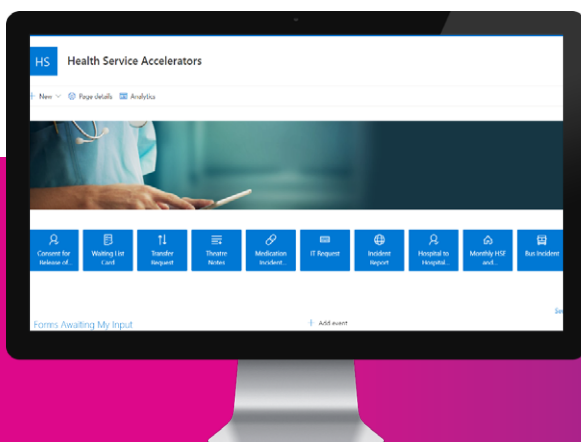 HS Health Service Accelerators
+ New Page details Analytics
Consent for Release of...
Waiting List Card
Transfer Request
Theatre Notes
Medication Incident...
IT Request
Incident Report
Hospital to Hospital...
Monthly HSF and...
Bus Incident
See
Forms Awaiting My Input
+ Add event